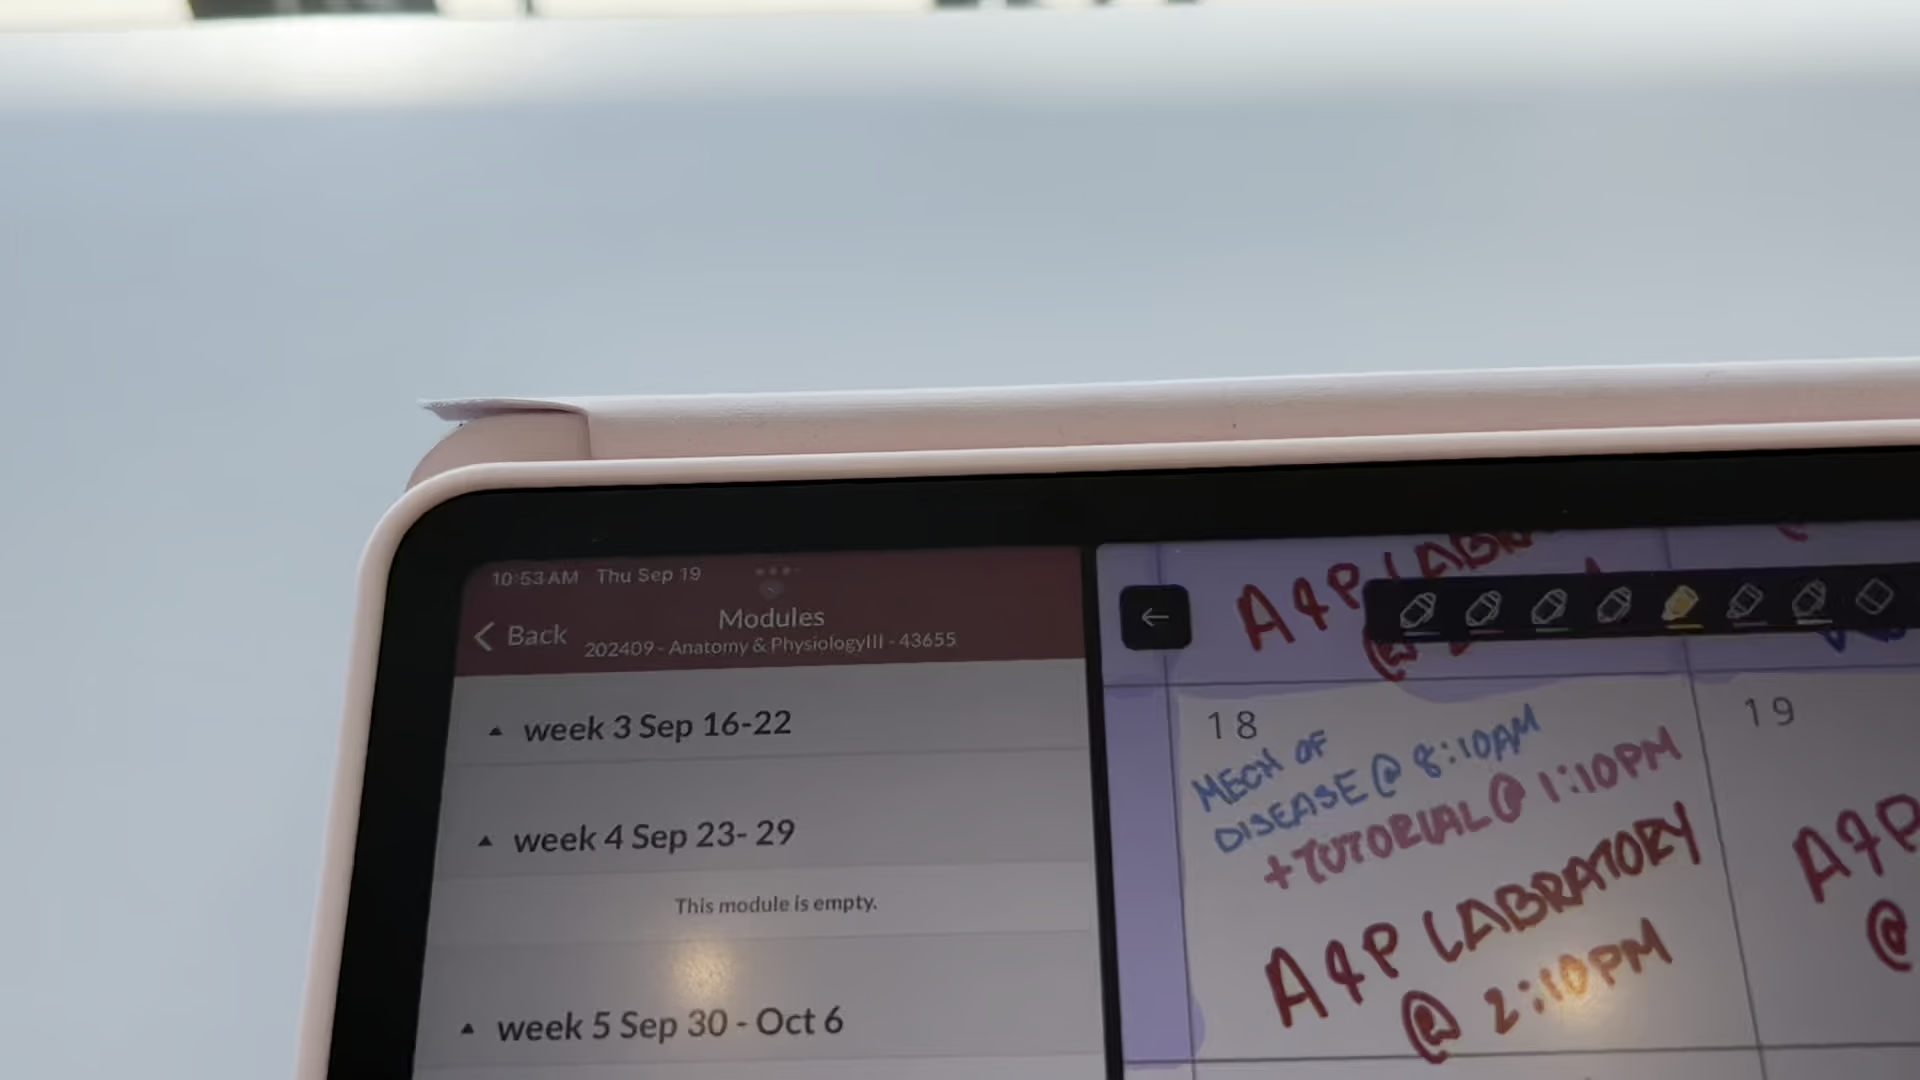 10:53 AM Thu Sep 19
Back
Modules
202409 - Anatomy & PhysiologyIII - 43655
week 3 Sep 16-22
week 4 Sep 23- 29
This module is empty.
week 5 Sep 30 - Oct 6
A&P LAB
@
18
MECH OF
DISEASE @ 8:10AM
+TUTORIAL @ 1:10PM
A&P LABRATORY
@ 2:10PM
19
A&P
@